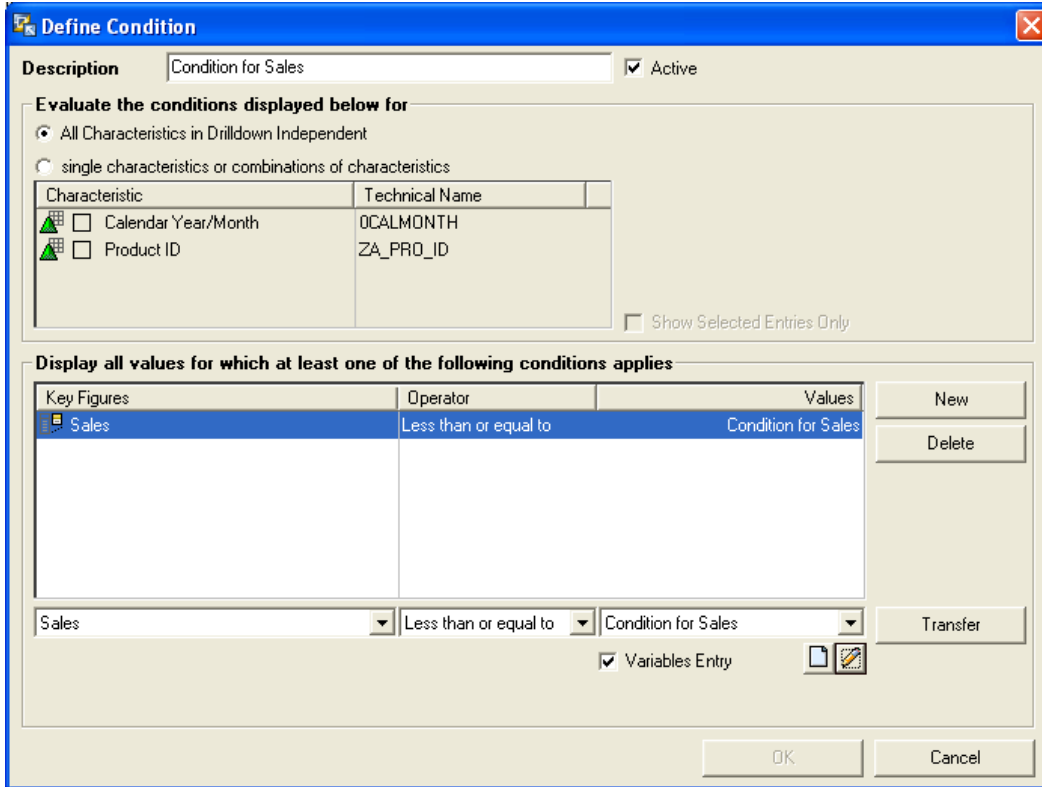 Define Condition
Description Condition for Sales Active
Evaluate the conditions displayed below for
All Characteristics in Drilldown Independent
single characteristics or combinations of characteristics
Characteristic Technical Name
Calendar Year/Month 0CALMONTH
Product ID ZA_PRO_ID
Show Selected Entries Only
Display all values for which at least one of the following conditions applies
Key Figures Operator Values New
Sales Less than or equal to Condition for Sales
Delete
Sales Less than or equal to Condition for Sales Transfer
Variables Entry
OK Cancel